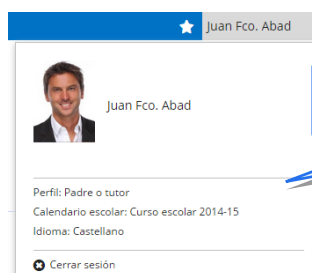 Juan Fco. Abad
Juan Fco. Abad
Perfil: Padre o tutor
Calendario escolar: Curso escolar 2014-15
Idioma: Castellano
Cerrar sesión